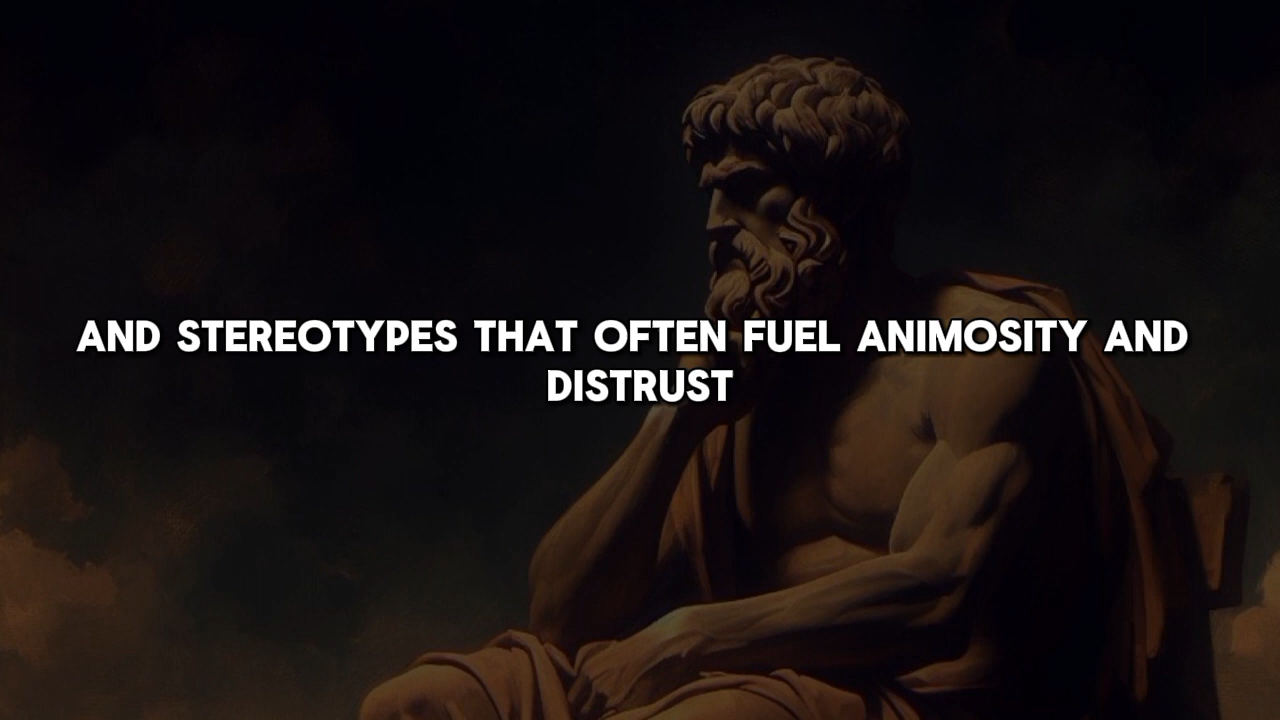 AND STEREOTYPES THAT OFTEN FUEL ANIMOSITY AND
DISTRUST